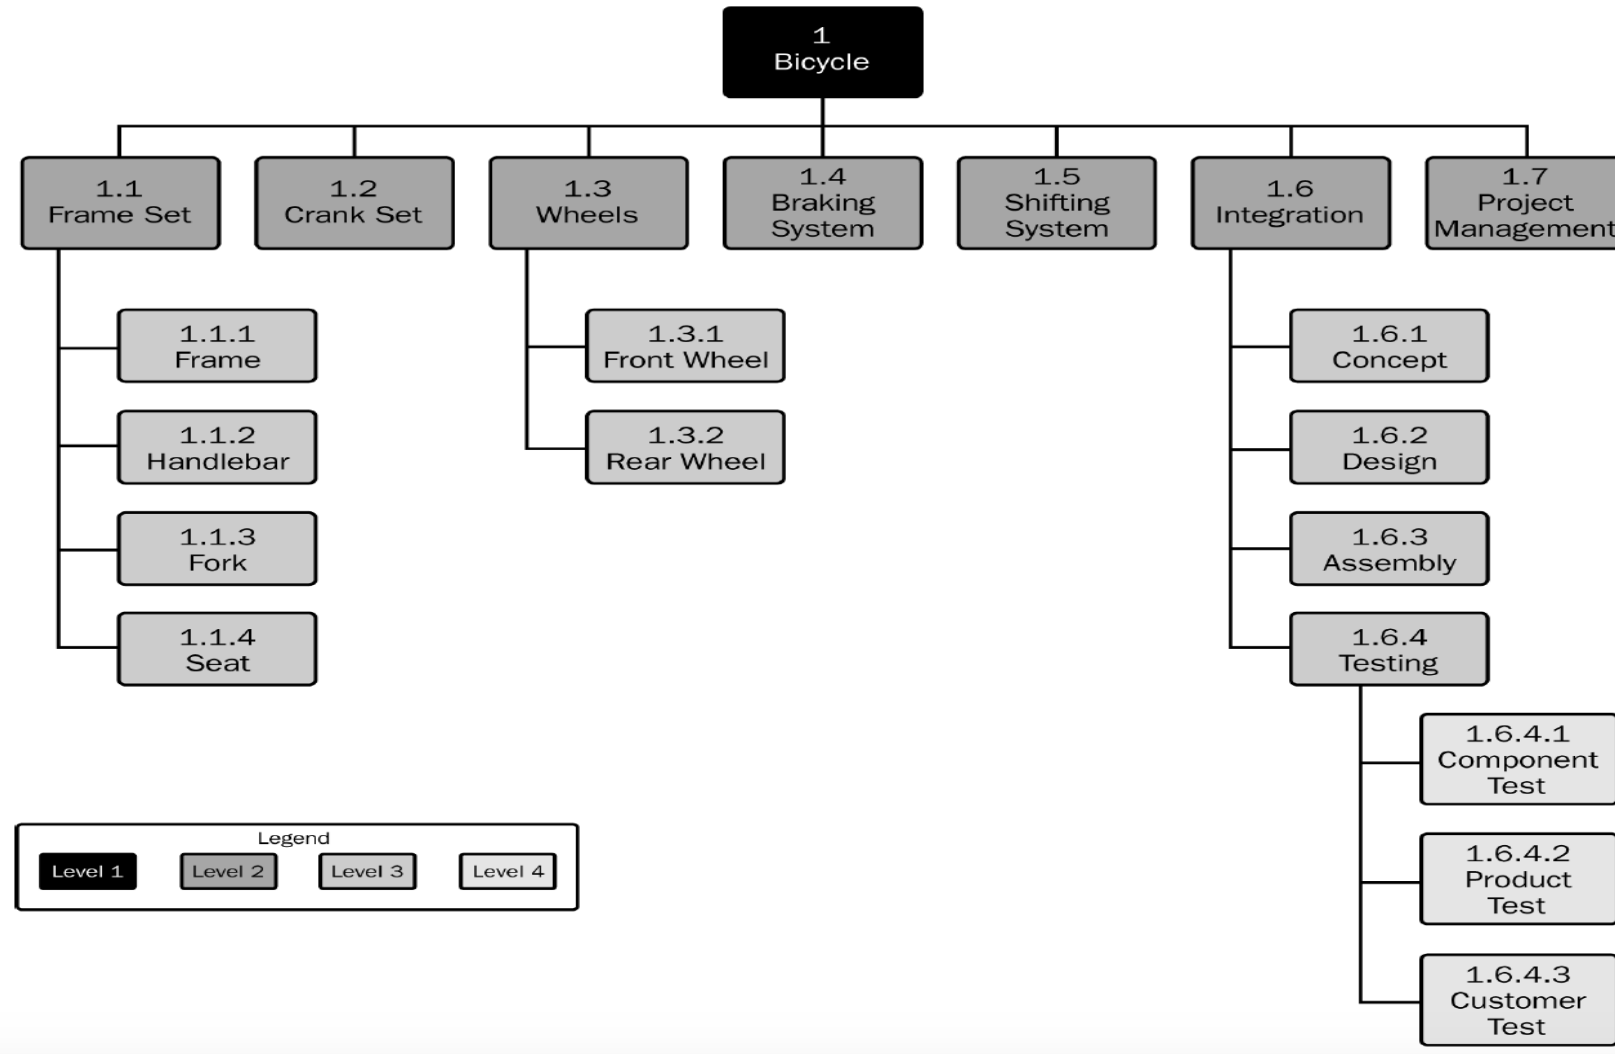 1
Bicycle
1.1
Frame Set
1.2
Crank Set
1.3
Wheels
1.4
Braking
System
1.5
Shifting
System
1.6
Integration
1.7
Project
Management
1.1.1
Frame
1.1.2
Handlebar
1.1.3
Fork
1.1.4
Seat
1.3.1
Front Wheel
1.3.2
Rear Wheel
1.6.1
Concept
1.6.2
Design
1.6.3
Assembly
1.6.4
Testing
1.6.4.1
Component
Test
1.6.4.2
Product
Test
1.6.4.3
Customer
Test
Legend
Level 1
Level 2
Level 3
Level 4